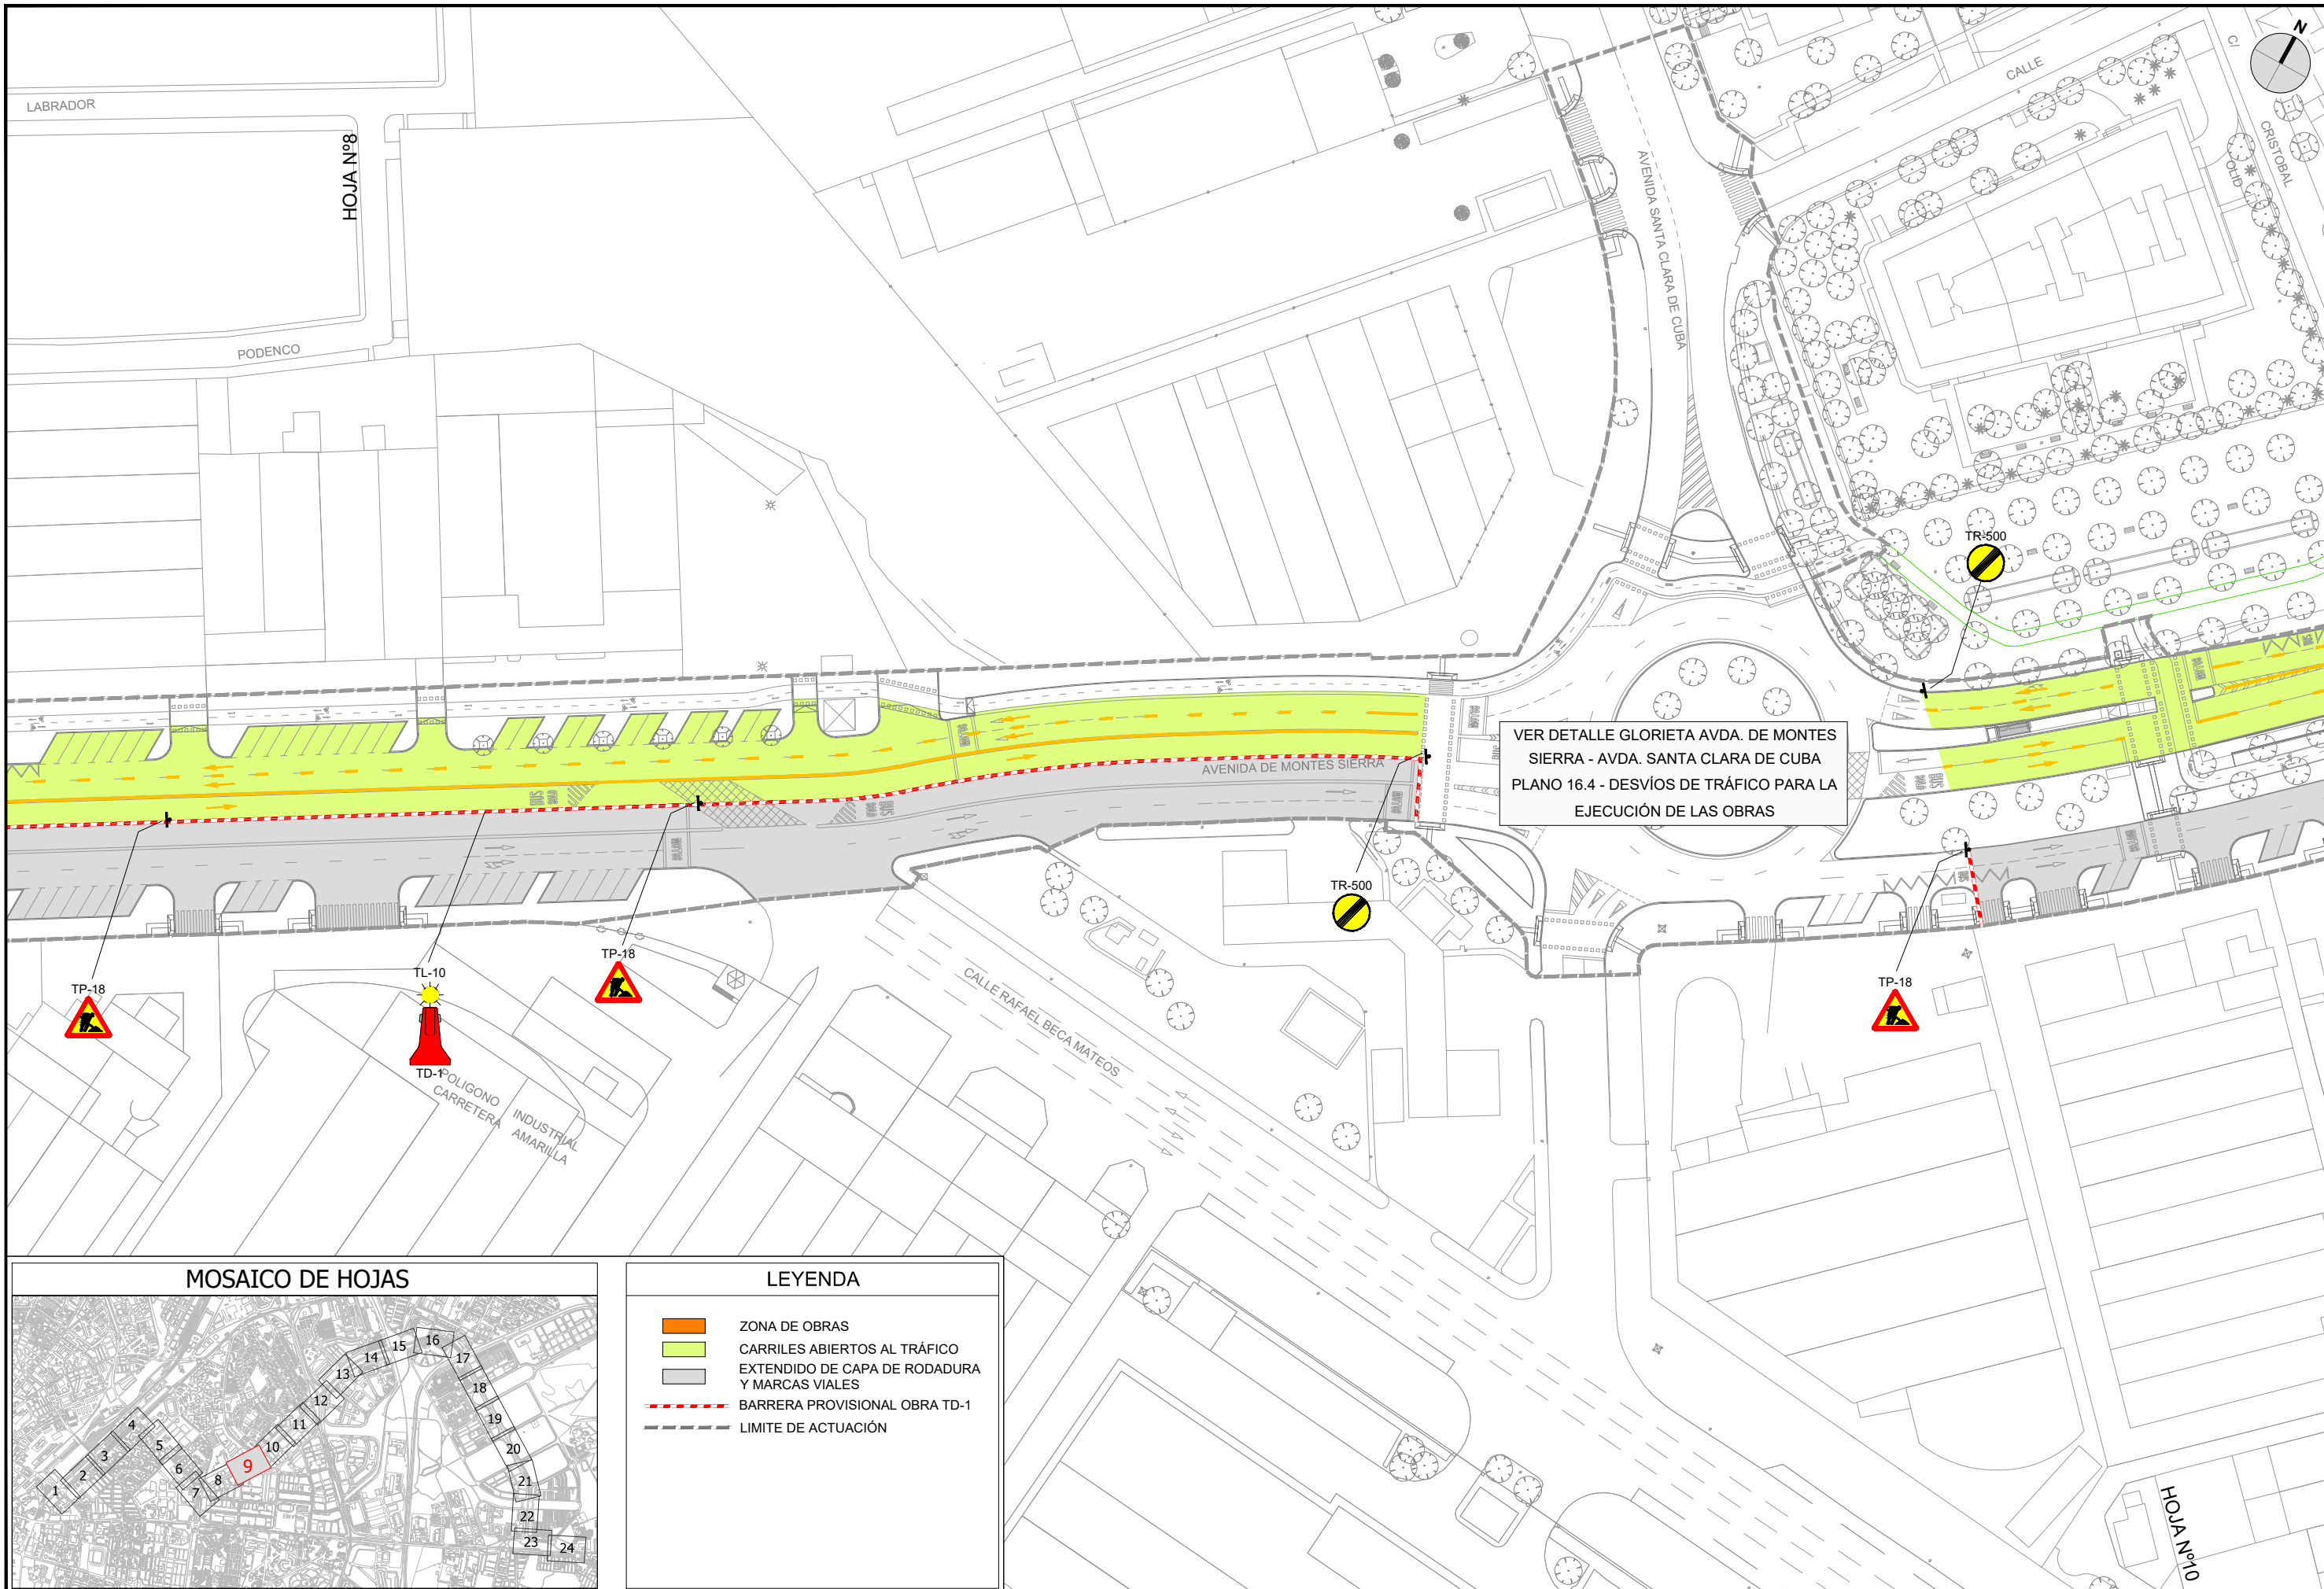 N
LABRADOR
HOJA Nº8
PODENCO
AVENIDA SANTA CLARA DE CUBA
CALLE
C/
CRISTOBAL
OLID
TR-500
AVENIDA DE MONTES SIERRA
VER DETALLE GLORIETA AVDA. DE MONTES
SIERRA - AVDA. SANTA CLARA DE CUBA
PLANO 16.4 - DESVÍOS DE TRÁFICO PARA LA
EJECUCIÓN DE LAS OBRAS
BUS
BUS
TR-500
TP-18
TL-10
TD-1
TP-18
TP-18
CALLE RAFAEL BECA MATEOS
POLIGONO INDUSTRIAL
CARRETERA AMARILLA
HOJA Nº10
MOSAICO DE HOJAS
1
2
3
4
5
6
7
8
9
10
11
12
13
14
15
16
17
18
19
20
21
22
23
24
LEYENDA
ZONA DE OBRAS
CARRILES ABIERTOS AL TRÁFICO
EXTENDIDO DE CAPA DE RODADURA
Y MARCAS VIALES
BARRERA PROVISIONAL OBRA TD-1
LIMITE DE ACTUACIÓN